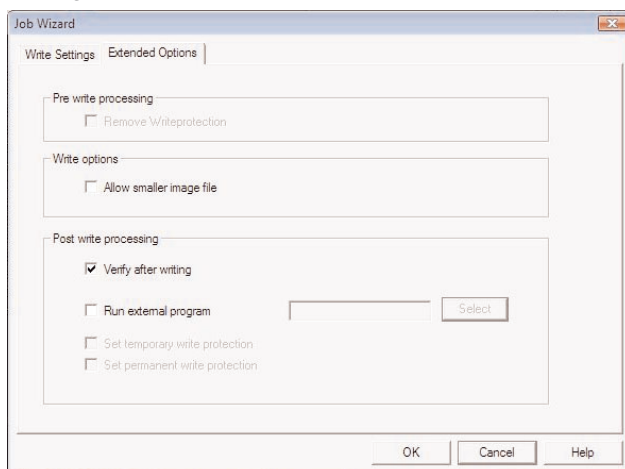 Job Wizard
Write Settings Extended Options
Pre write processing
Remove Writeprotection
Write options
Allow smaller image file
Post write processing
Verify after writing
Run external program Select
Set temporary write protection
Set permanent write protection
OK Cancel Help